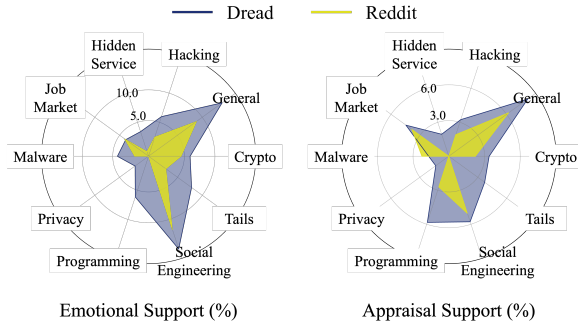 Dread Reddit
Hidden
Service
Hacking
General
Crypto
Tails
Social
Engineering
Programming
Privacy
Malware
Job
Market
10.0
5.0
Emotional Support (%)
Hidden
Service
Hacking
General
Crypto
Tails
Social
Engineering
Programming
Privacy
Malware
Job
Market
6.0
3.0
Appraisal Support (%)